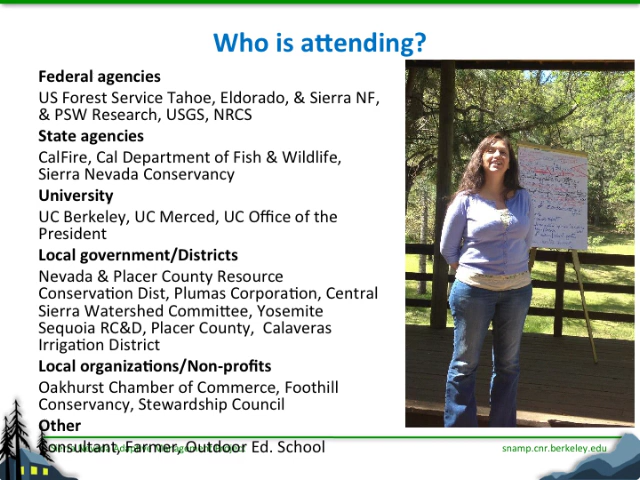 Who is attending?
Federal agencies
US Forest Service Tahoe, Eldorado, & Sierra NF,
& PSW Research, USGS, NRCS
State agencies
CalFire, Cal Department of Fish & Wildlife,
Sierra Nevada Conservancy
University
UC Berkeley, UC Merced, UC Office of the
President
Local government/Districts
Nevada & Placer County Resource
Conservation Dist, Plumas Corporation, Central
Sierra Watershed Committee, Yosemite
Sequoia RC&D, Placer County, Calaveras
Irrigation District
Local organizations/Non-profits
Oakhurst Chamber of Commerce, Foothill
Conservancy, Stewardship Council
Other
Consultant, Farmer, Outdoor Ed. School
snamp.cnr.berkeley.edu